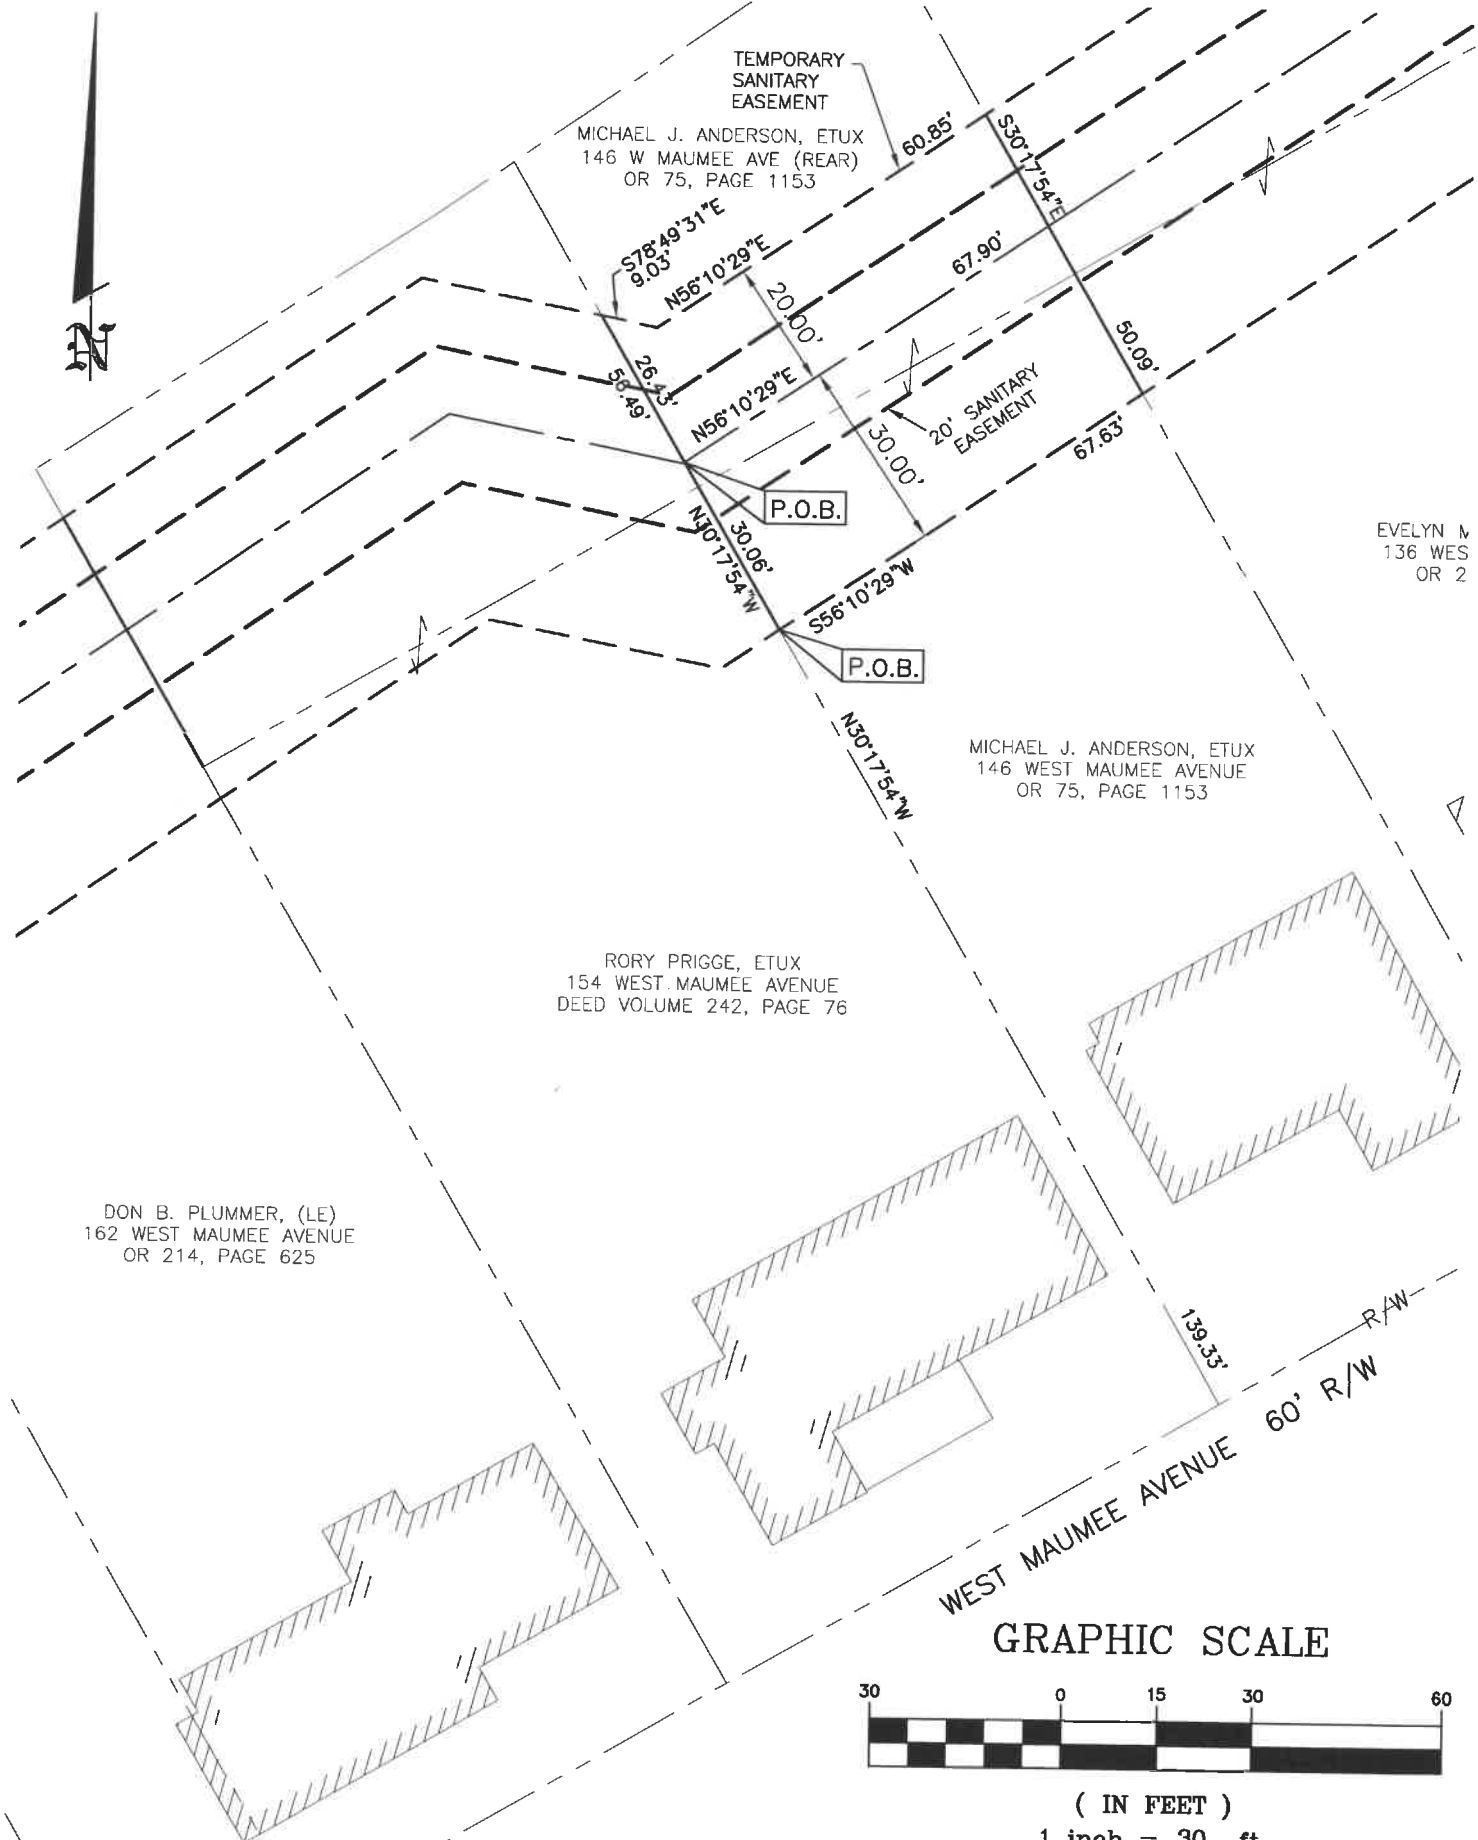 TEMPORARY
SANITARY
EASEMENT
MICHAEL J. ANDERSON, ETUX
146 W MAUMEE AVE (REAR)
OR 75, PAGE 1153
60.85'
S30°17'54"E
S78°49'31"E
9.03'
N56°10'29"E
67.90'
20.00'
N
26.43'
56.49'
N56°10'29"E
50.09'
20' SANITARY
EASEMENT
30.00'
67.63'
P.O.B.
N30°17'54"W
30.06'
S56°10'29"W
EVELYN
136 WES
OR 2
P.O.B.
N30°17'54"W
MICHAEL J. ANDERSON, ETUX
146 WEST MAUMEE AVENUE
OR 75, PAGE 1153
RORY PRIGGE, ETUX
154 WEST MAUMEE AVENUE
DEED VOLUME 242, PAGE 76
DON B. PLUMMER, (LE)
162 WEST MAUMEE AVENUE
OR 214, PAGE 625
139.33'
R/W
WEST MAUMEE AVENUE 60' R/W
GRAPHIC SCALE
30 0 15 30 60
( IN FEET )
1 inch = 30 ft